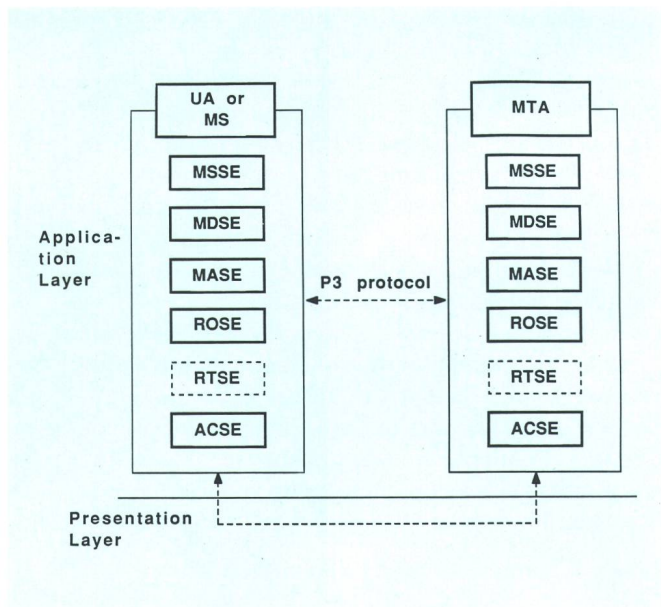 UA or
MS
MSSE
MDSE
MASE
ROSE
RTSE
ACSE
MTA
MSSE
MDSE
MASE
ROSE
RTSE
ACSE
Applica-
tion
Layer
P3 protocol
Presentation
Layer